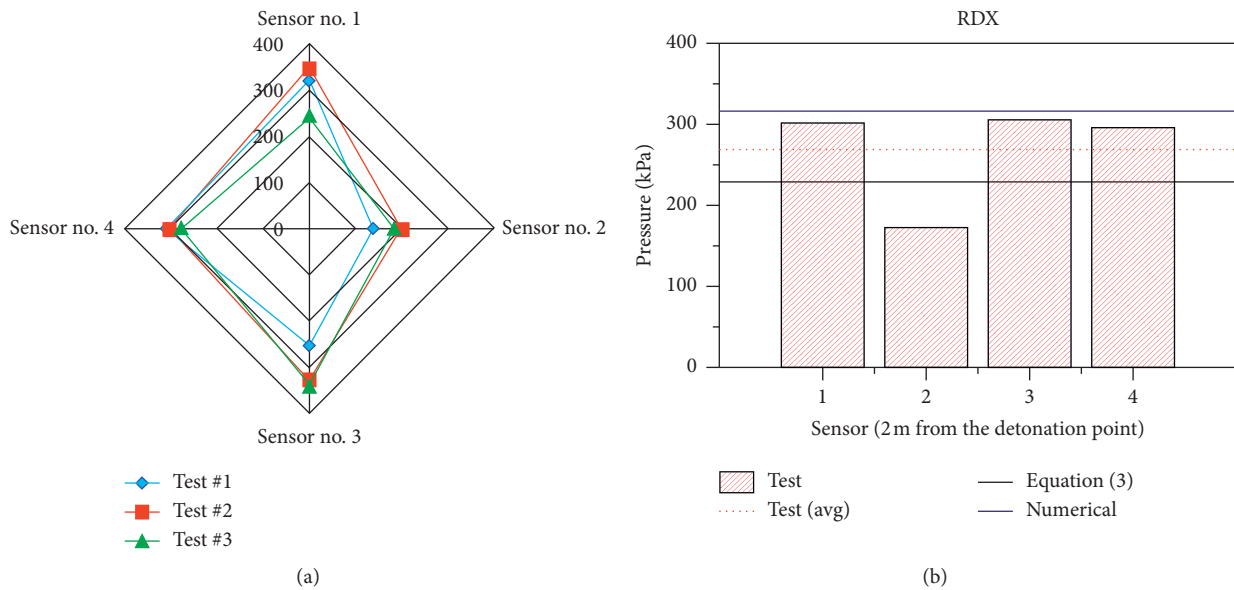 Sensor no. 1
400
300
200
100
0
Sensor no. 4
Sensor no. 2
Sensor no. 3
Test #1
Test #2
Test #3
(a)
RDX
400
300
200
100
0
Pressure (kPa)
1 2 3 4
Sensor (2 m from the detonation point)
Test
Test (avg)
Equation (3)
Numerical
(b)